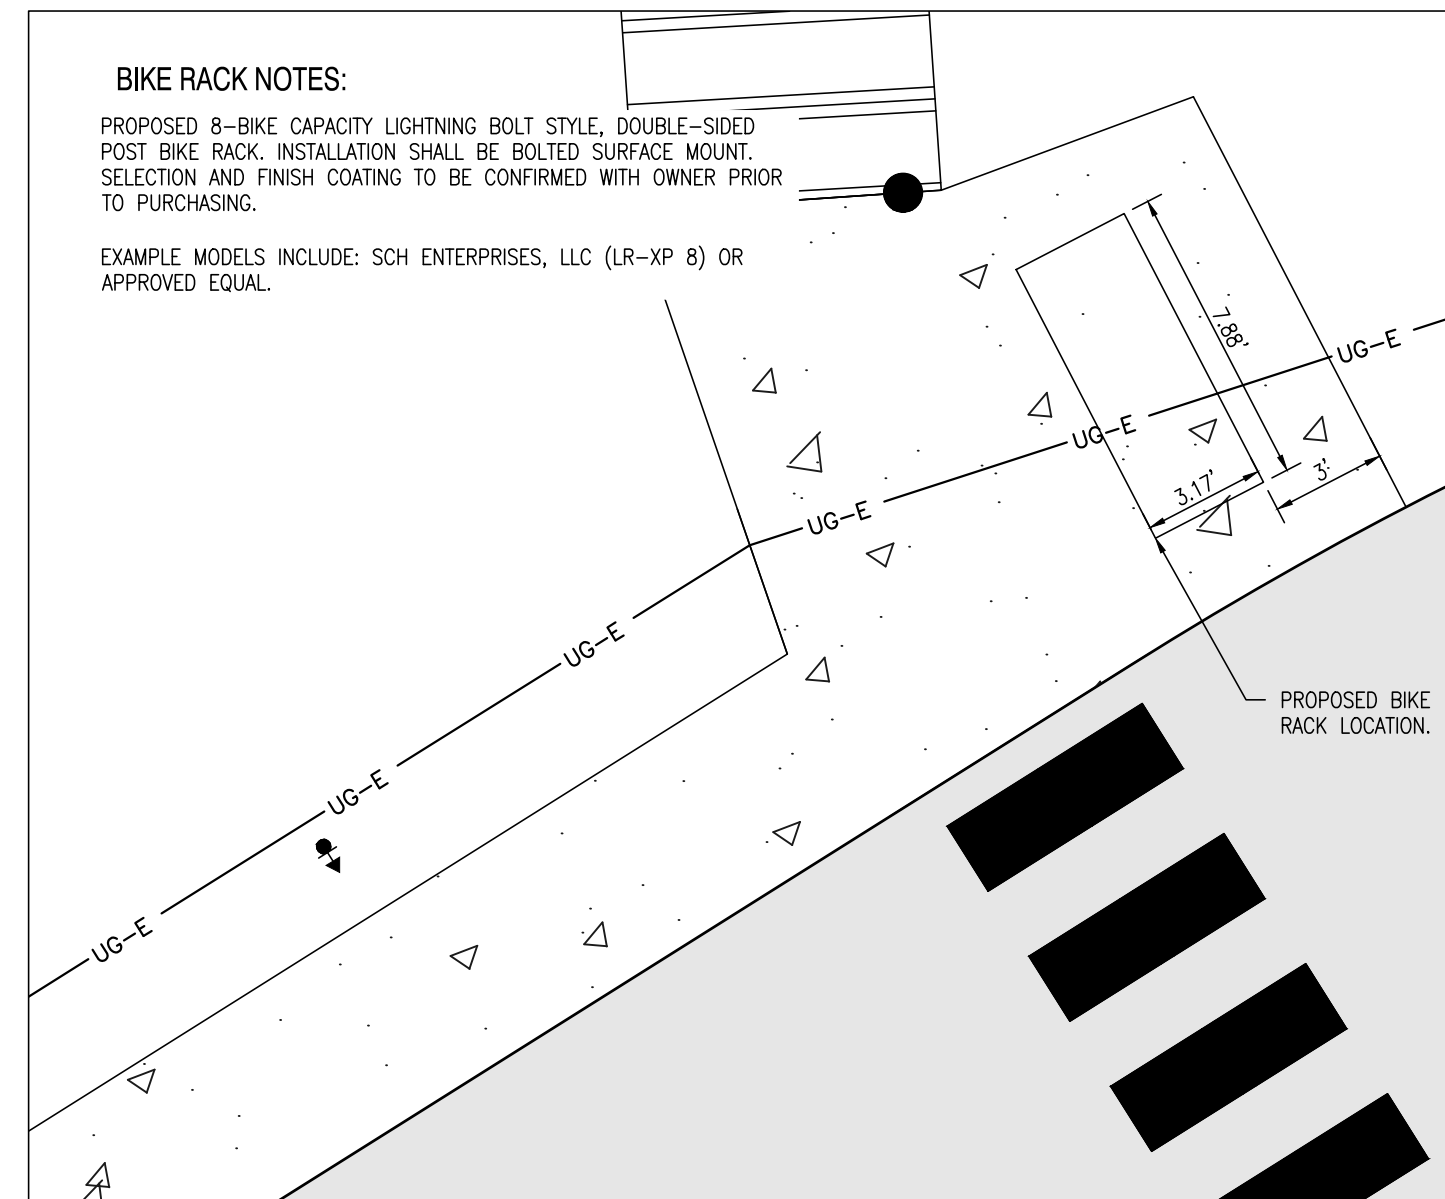 BIKE RACK NOTES:
PROPOSED 8-BIKE CAPACITY LIGHTNING BOLT STYLE, DOUBLE-SIDED
POST BIKE RACK. INSTALLATION SHALL BE BOLTED SURFACE MOUNT.
SELECTION AND FINISH COATING TO BE CONFIRMED WITH OWNER PRIOR
TO PURCHASING.
EXAMPLE MODELS INCLUDE: SCH ENTERPRISES, LLC (LR-XP 8) OR
APPROVED EQUAL.
7.88'
UG-E
UG-E
3'
3.17'
UG-E
UG-E
PROPOSED BIKE
RACK LOCATION.
UG-E
UG-E